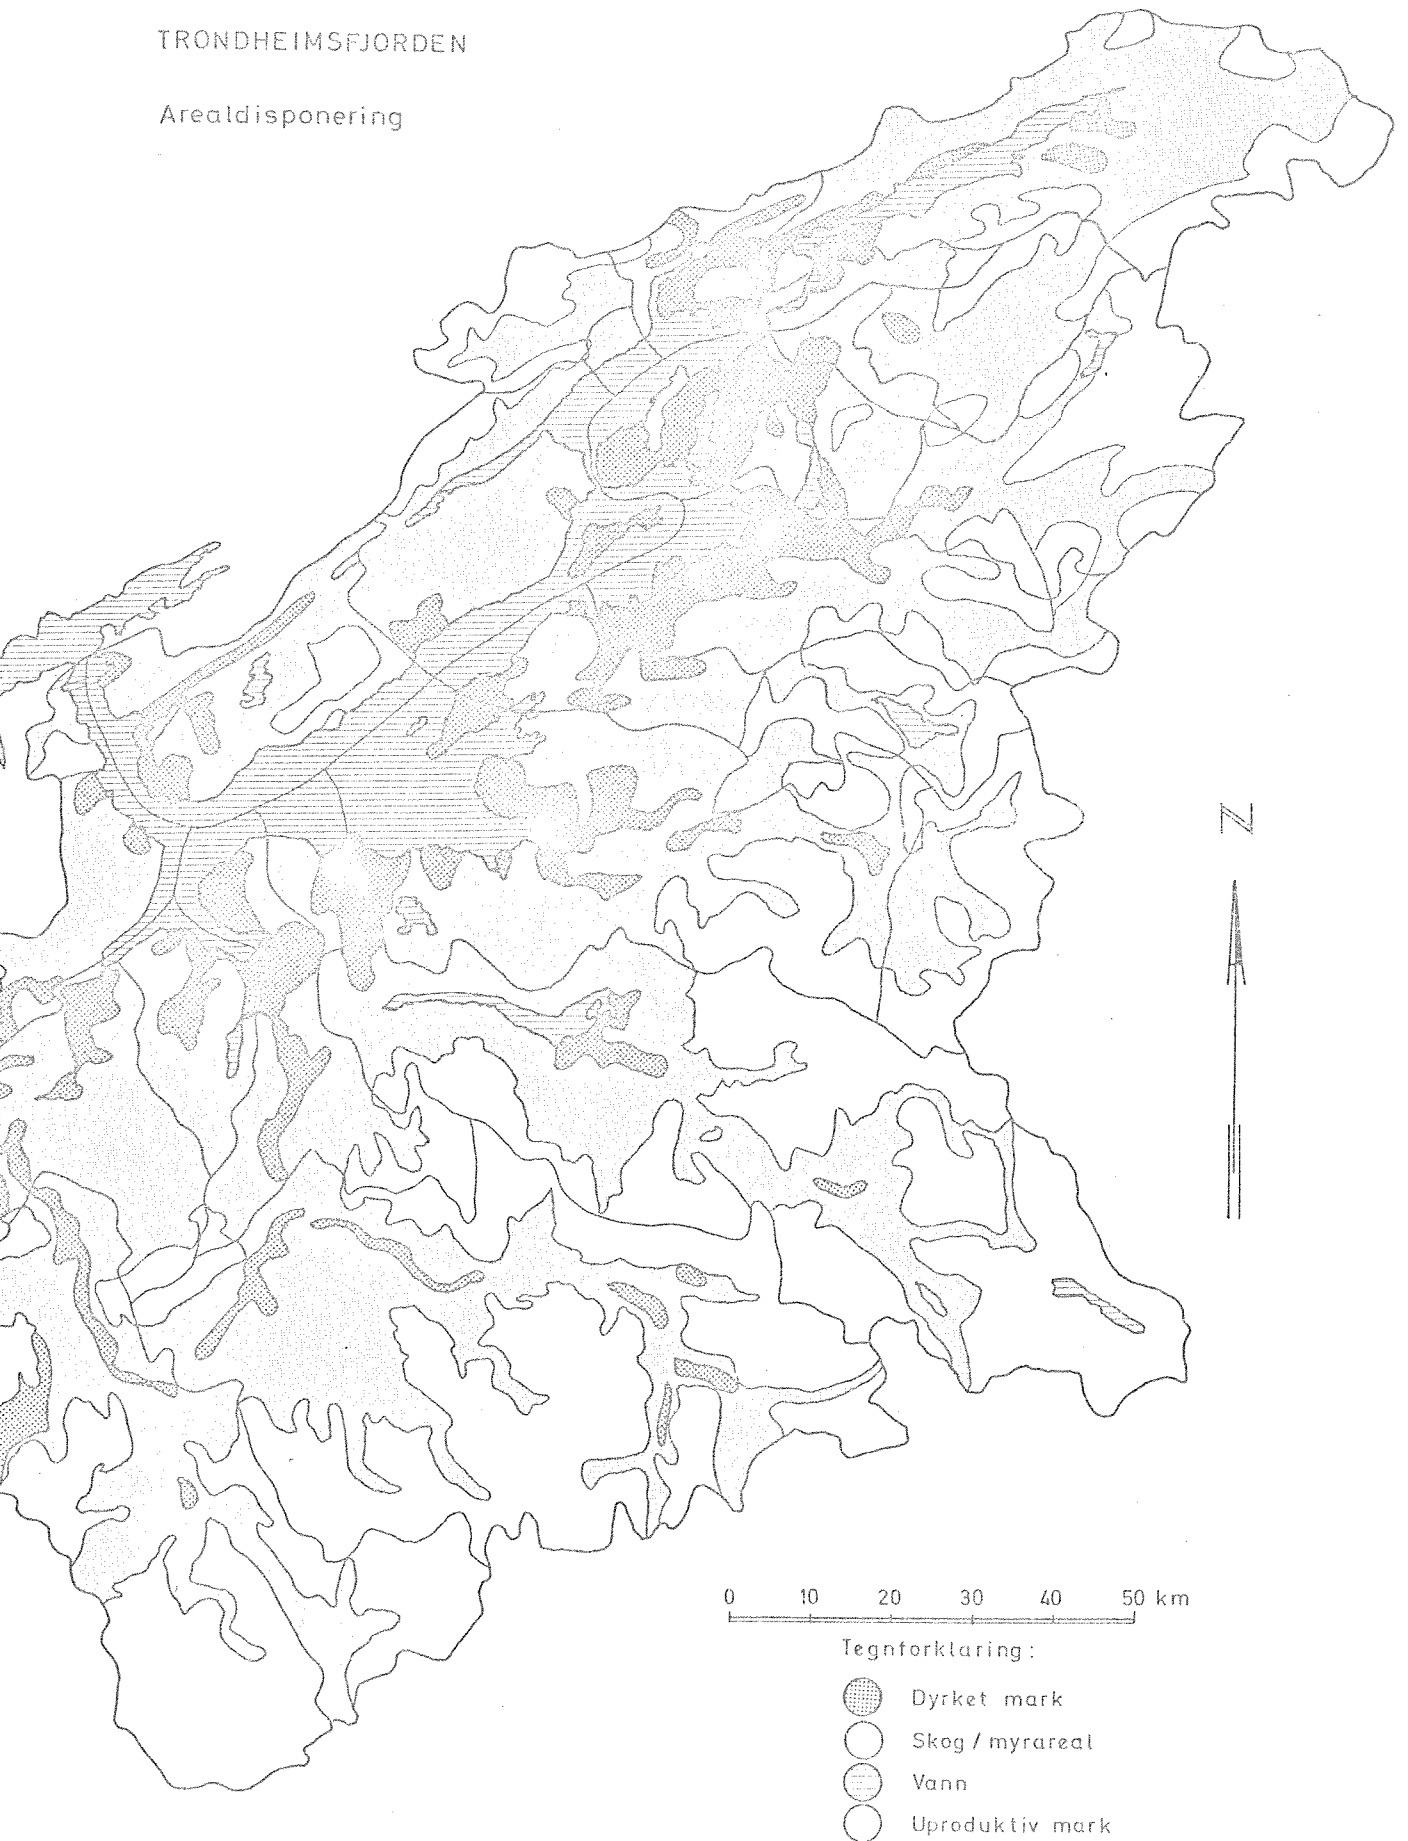 TRONDHEIMSFJORDEN
Arealdisponering
N
0 10 20 30 40 50 km
Tegnforklaring:
Dyrket mark
Skog / myrareal
Vann
Uproduktiv mark